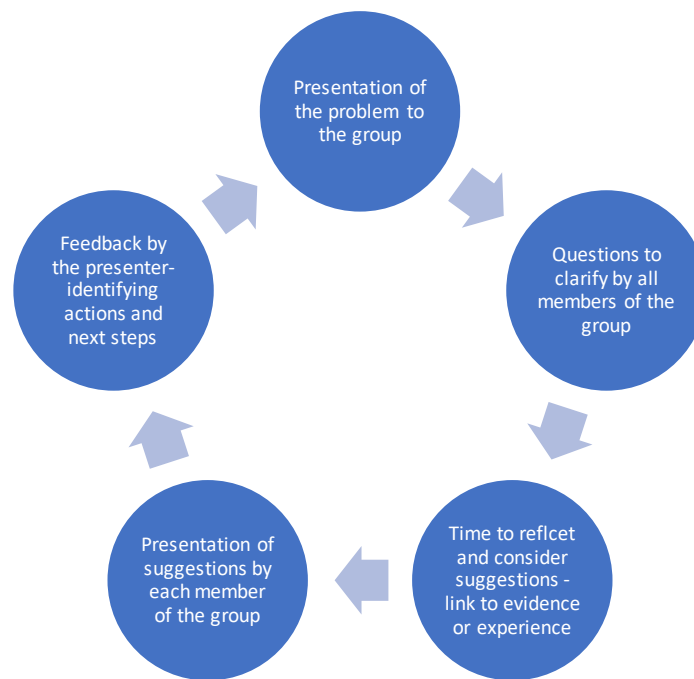 Presentation of
the problem to
the group
Questions to
clarify by all
members of the
group
Time to reflcet
and consider
suggestions -
link to evidence
or experience
Presentation of
suggestions by
each member
of the group
Feedback by
the presenter-
identifying
actions and
next steps